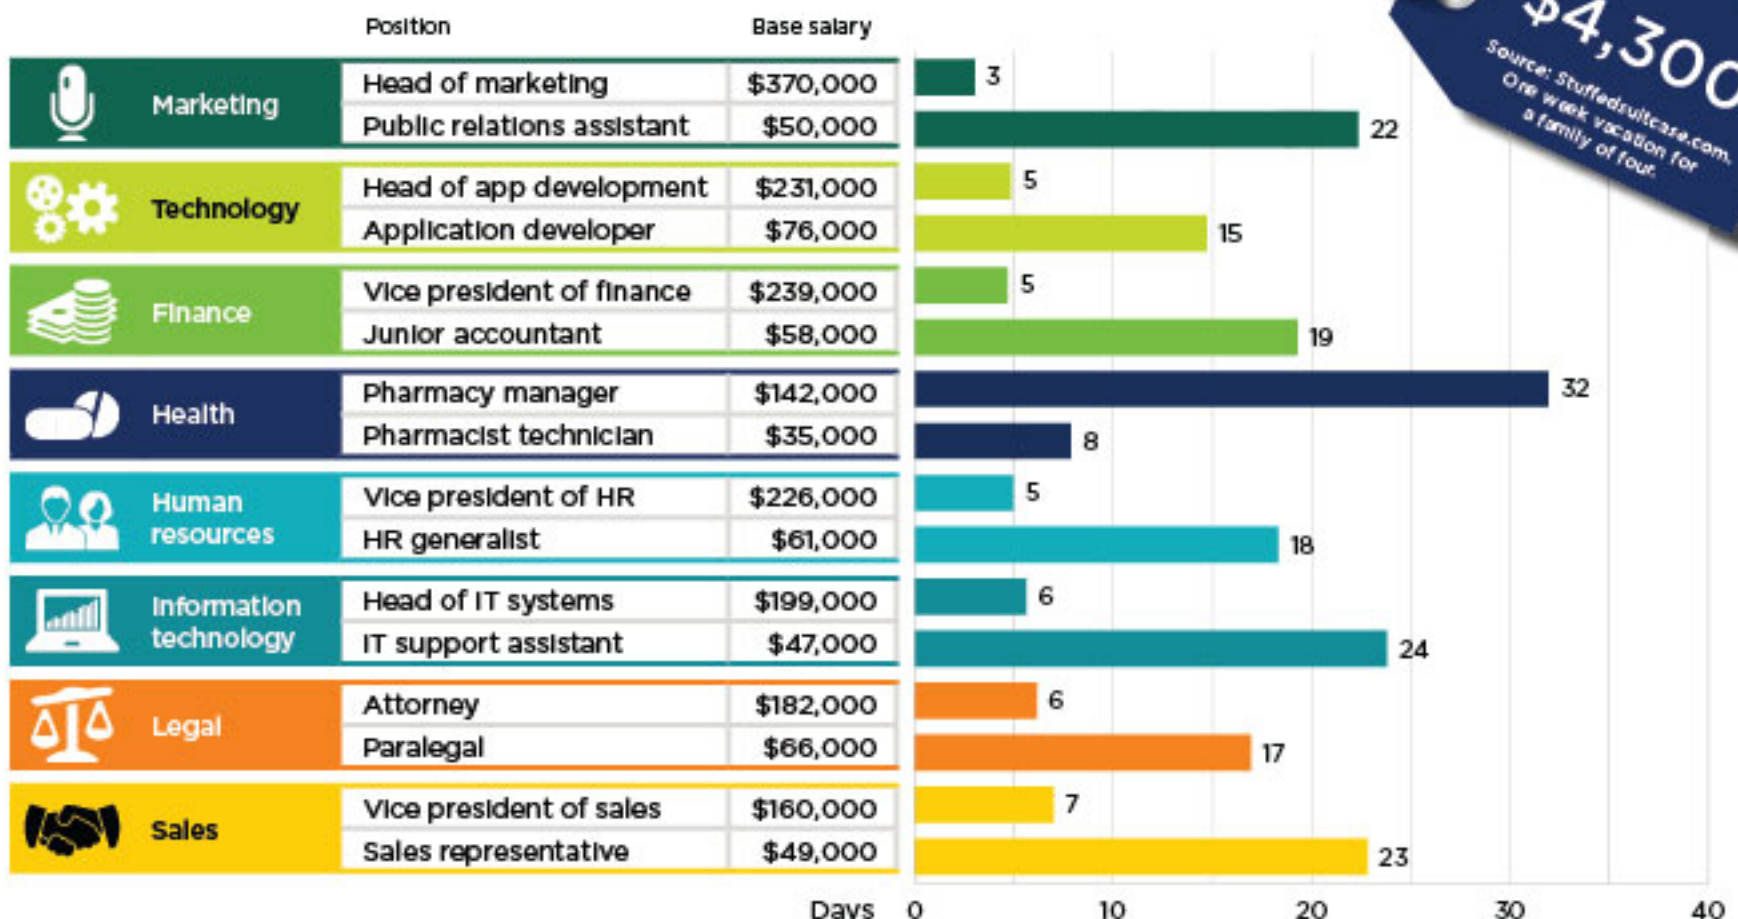 Position Base salary
$4,300
Source: Stuffedsuitcase.com.
One week vacation for
a family of four.
Marketing
Head of marketing $370,000 3
Public relations assistant $50,000 22
Technology
Head of app development $231,000 5
Application developer $76,000 15
Finance
Vice president of finance $239,000 5
Junior accountant $58,000 19
Health
Pharmacy manager $142,000 32
Pharmacist technician $35,000 8
Human
resources
Vice president of HR $226,000 5
HR generalist $61,000 18
Information
technology
Head of IT systems $199,000 6
IT support assistant $47,000 24
Legal
Attorney $182,000 6
Paralegal $66,000 17
Sales
Vice president of sales $160,000 7
Sales representative $49,000 23
Days 0 10 20 30 40